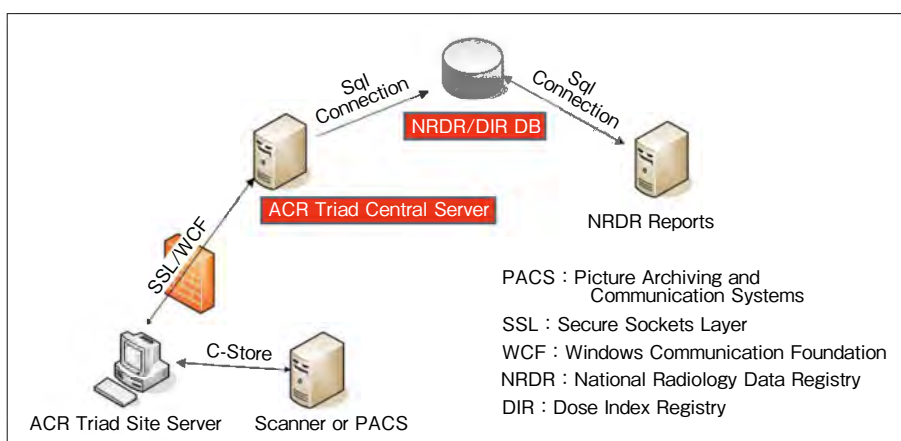 Sql
Connection
Sql
Connection
NRDR/DIR DB
ACR Triad Central Server
NRDR Reports
SSL/WCF
C-Store
ACR Triad Site Server
Scanner or PACS
PACS : Picture Archiving and
Communication Systems
SSL : Secure Sockets Layer
WCF : Windows Communication Foundation
NRDR : National Radiology Data Registry
DIR : Dose Index Registry